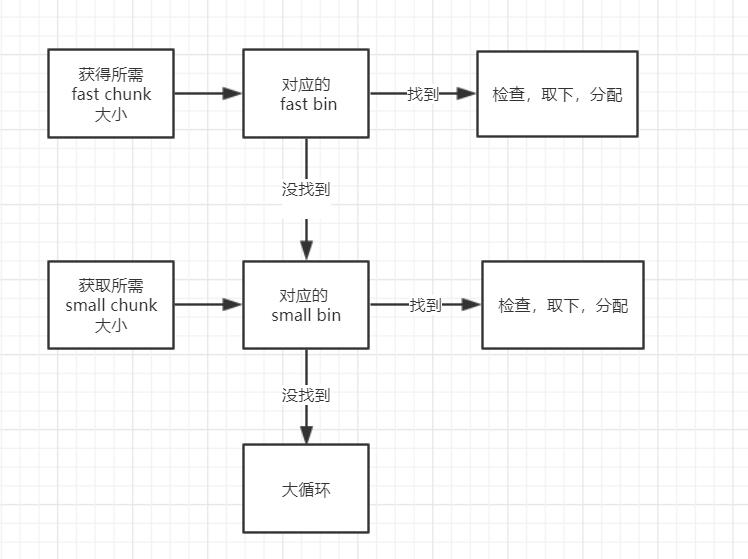 获得所需
fast chunk
大小
对应的
fast bin
找到
检查，取下，分配
没找到
获取所需
small chunk
大小
对应的
small bin
找到
检查，取下，分配
没找到
大循环